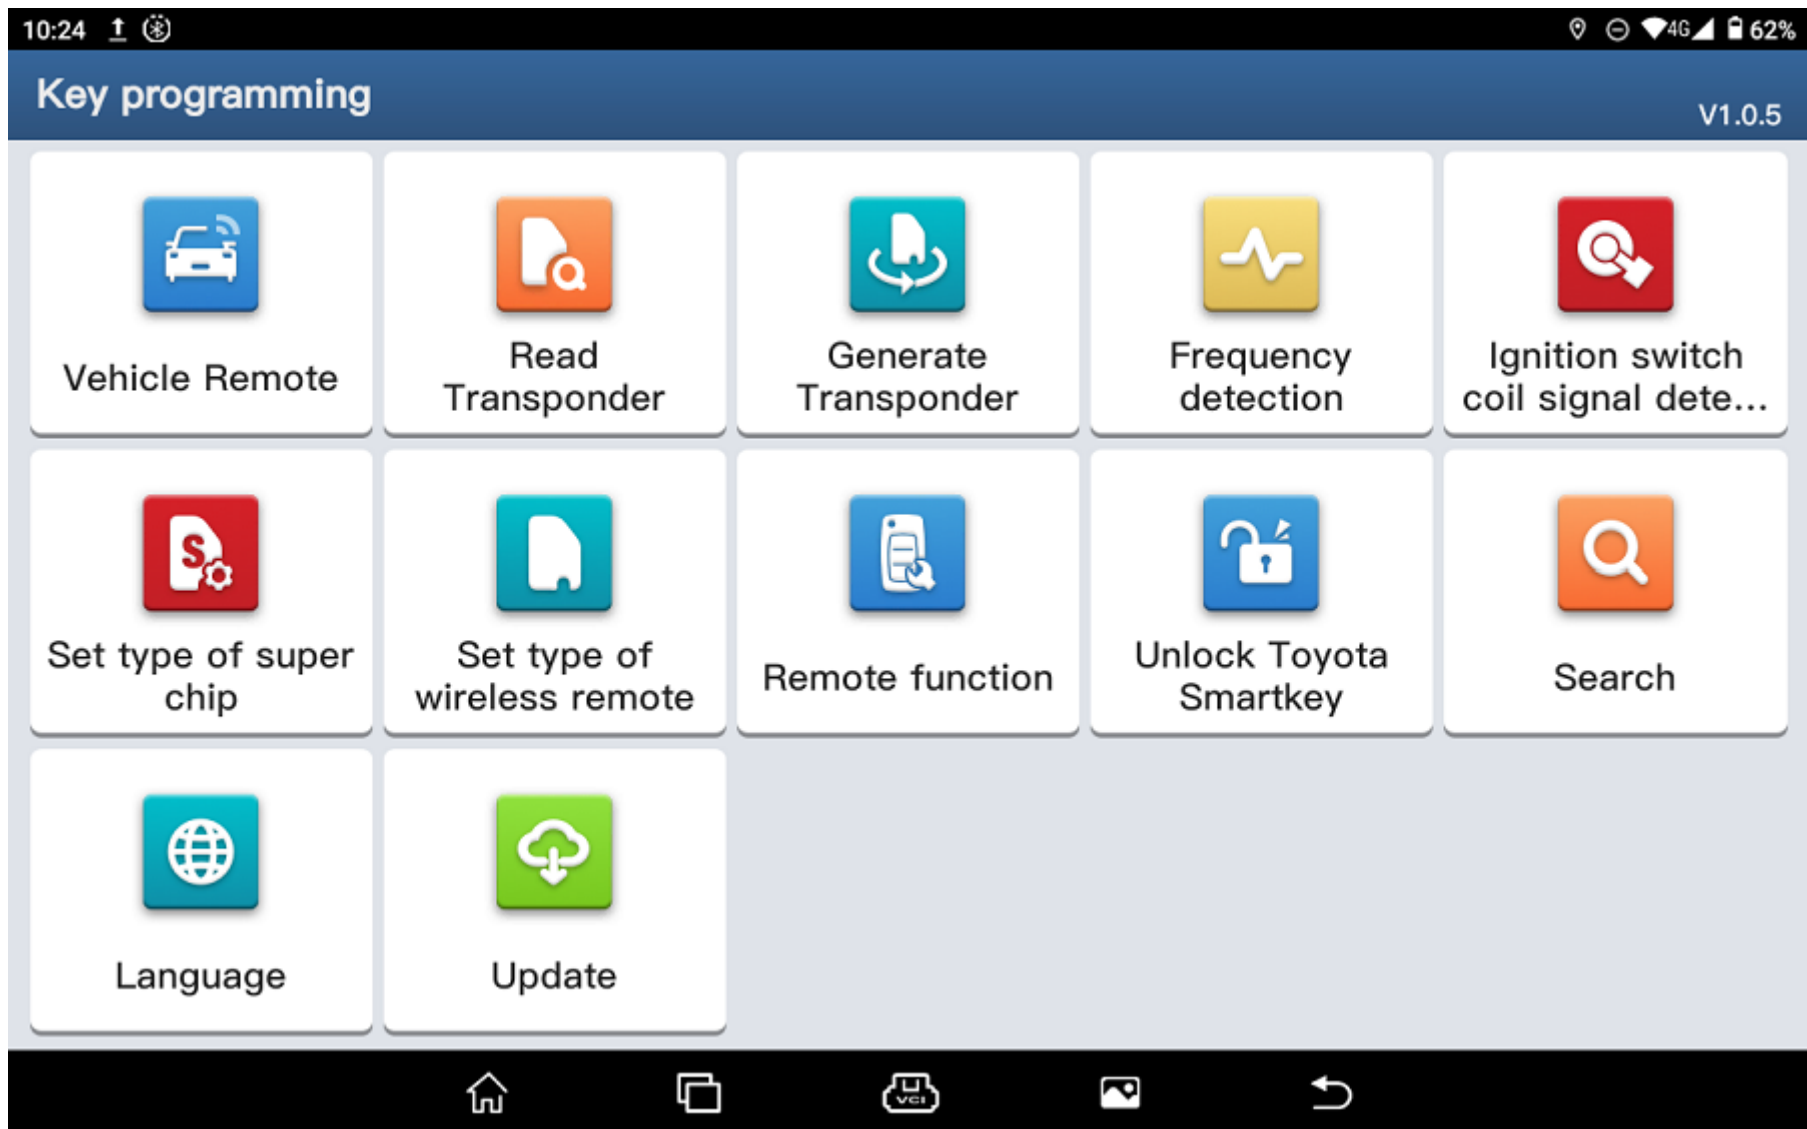 10:24
4G
62%
Key programming
V1.0.5
Vehicle Remote
Read
Transponder
Generate
Transponder
Frequency
detection
Ignition switch
coil signal dete...
S
Set type of super
chip
Set type of
wireless remote
Remote function
Unlock Toyota
Smartkey
Search
Language
Update
VCI